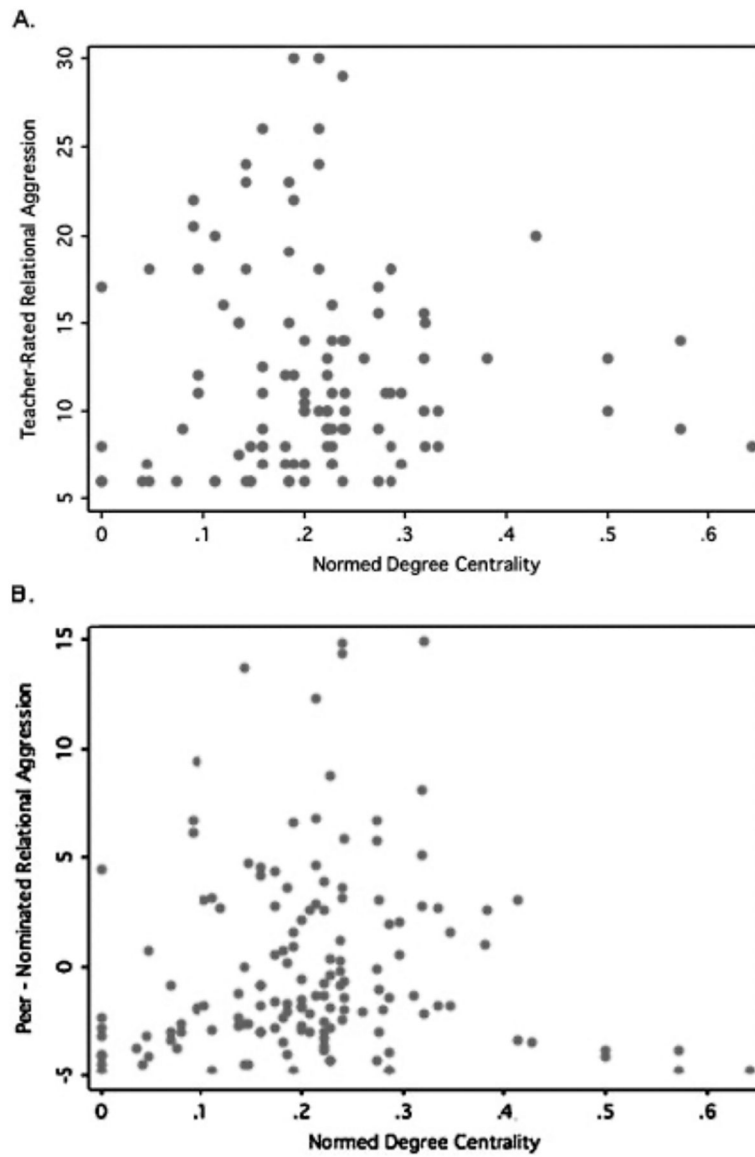 A.
30
25
20
15
10
5
Teacher-Rated Relational Aggression
0 .1 .2 .3 .4 .5 .6
Normed Degree Centrality
B.
15
10
5
0
-5
Peer - Nominated Relational Aggression
0 .1 .2 .3 .4 .5 .6
Normed Degree Centrality